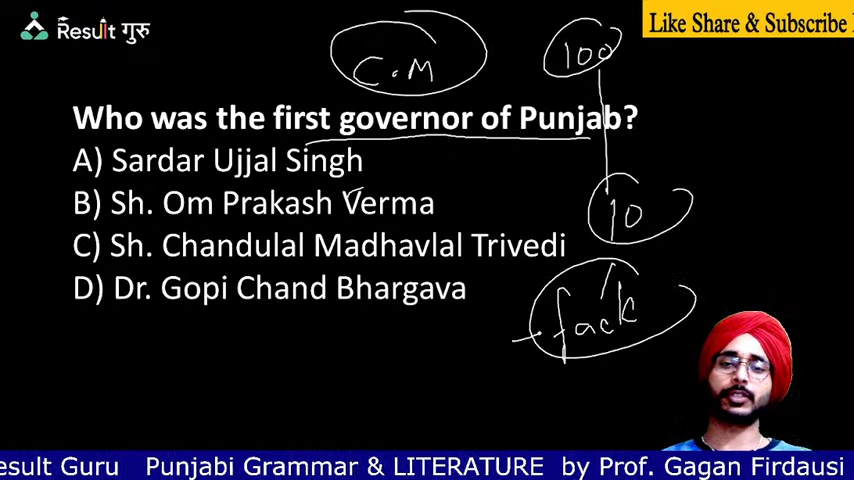 Result गुरु
Like Share & Subscribe
C.M
100
Who was the first governor of Punjab?
A) Sardar Ujjal Singh
B) Sh. Om Prakash Verma
C) Sh. Chandulal Madhavlal Trivedi
D) Dr. Gopi Chand Bhargava
10
esult Guru Punjabi Grammar & LITERATURE by Prof. Gagan Firdausi